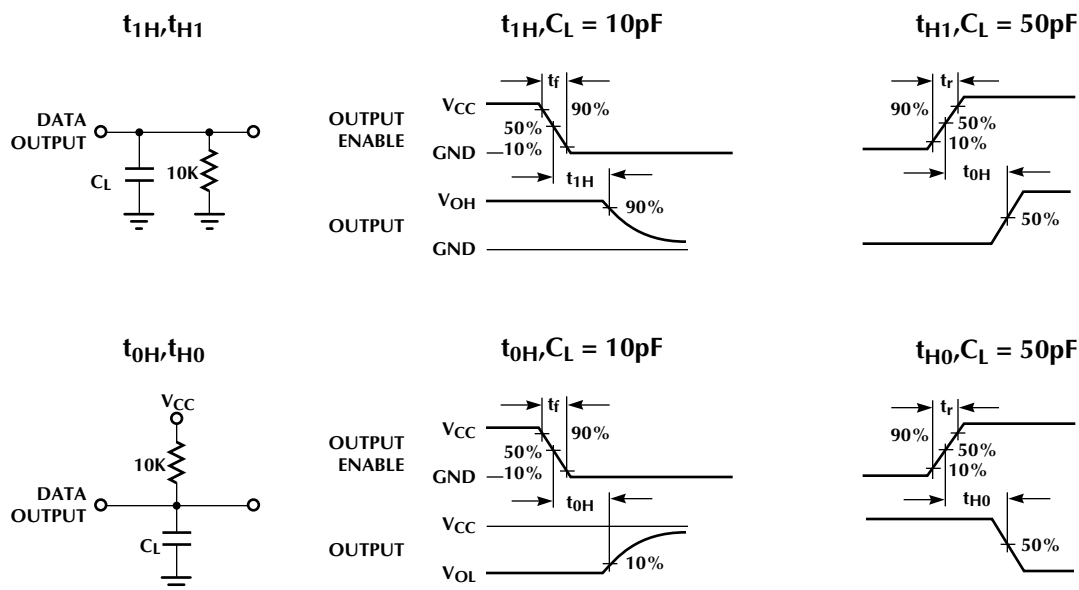 t1H,tH1
DATA
OUTPUT
CL
10K
t1H,CL = 10pF
tf
OUTPUT
ENABLE
VCC
90%
50%
10%
GND
t1H
VOH
90%
OUTPUT
GND
tH1,CL = 50pF
tr
90%
50%
10%
t0H
50%
t0H,tH0
VCC
10K
DATA
OUTPUT
CL
t0H,CL = 10pF
tf
OUTPUT
ENABLE
VCC
90%
50%
10%
GND
t0H
VCC
OUTPUT
10%
VOL
tH0,CL = 50pF
tr
90%
50%
10%
tH0
50%